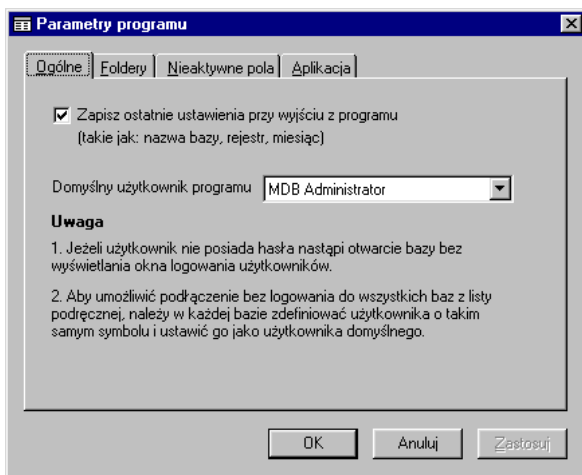 Parametry programu
Ogólne Foldery Nieaktywne pola Aplikacja
Zapisz ostatnie ustawienia przy wyjściu z programu
(takie jak: nazwa bazy, rejestr, miesiąc)
Domyślny użytkownik programu MDB Administrator
Uwaga
1. Jeżeli użytkownik nie posiada hasła nastąpi otwarcie bazy bez
wyświetlania okna logowania użytkowników.
2. Aby umożliwić podłączenie bez logowania do wszystkich baz z listy
podręcznej, należy w każdej bazie zdefiniować użytkownika o takim
samym symbolu i ustawić go jako użytkownika domyślnego.
OK Anuluj Zastosuj